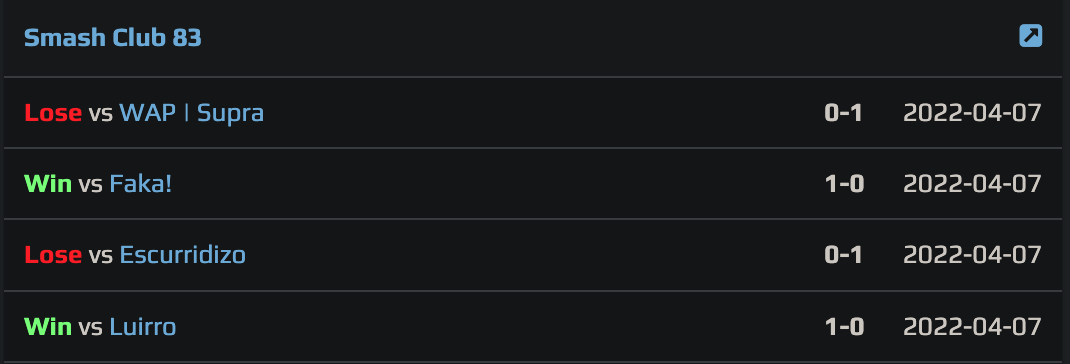 Smash Club 83
Lose vs WAP | Supra 0-1 2022-04-07
Win vs Faka! 1-0 2022-04-07
Lose vs Escurridizo 0-1 2022-04-07
Win vs Luirro 1-0 2022-04-07